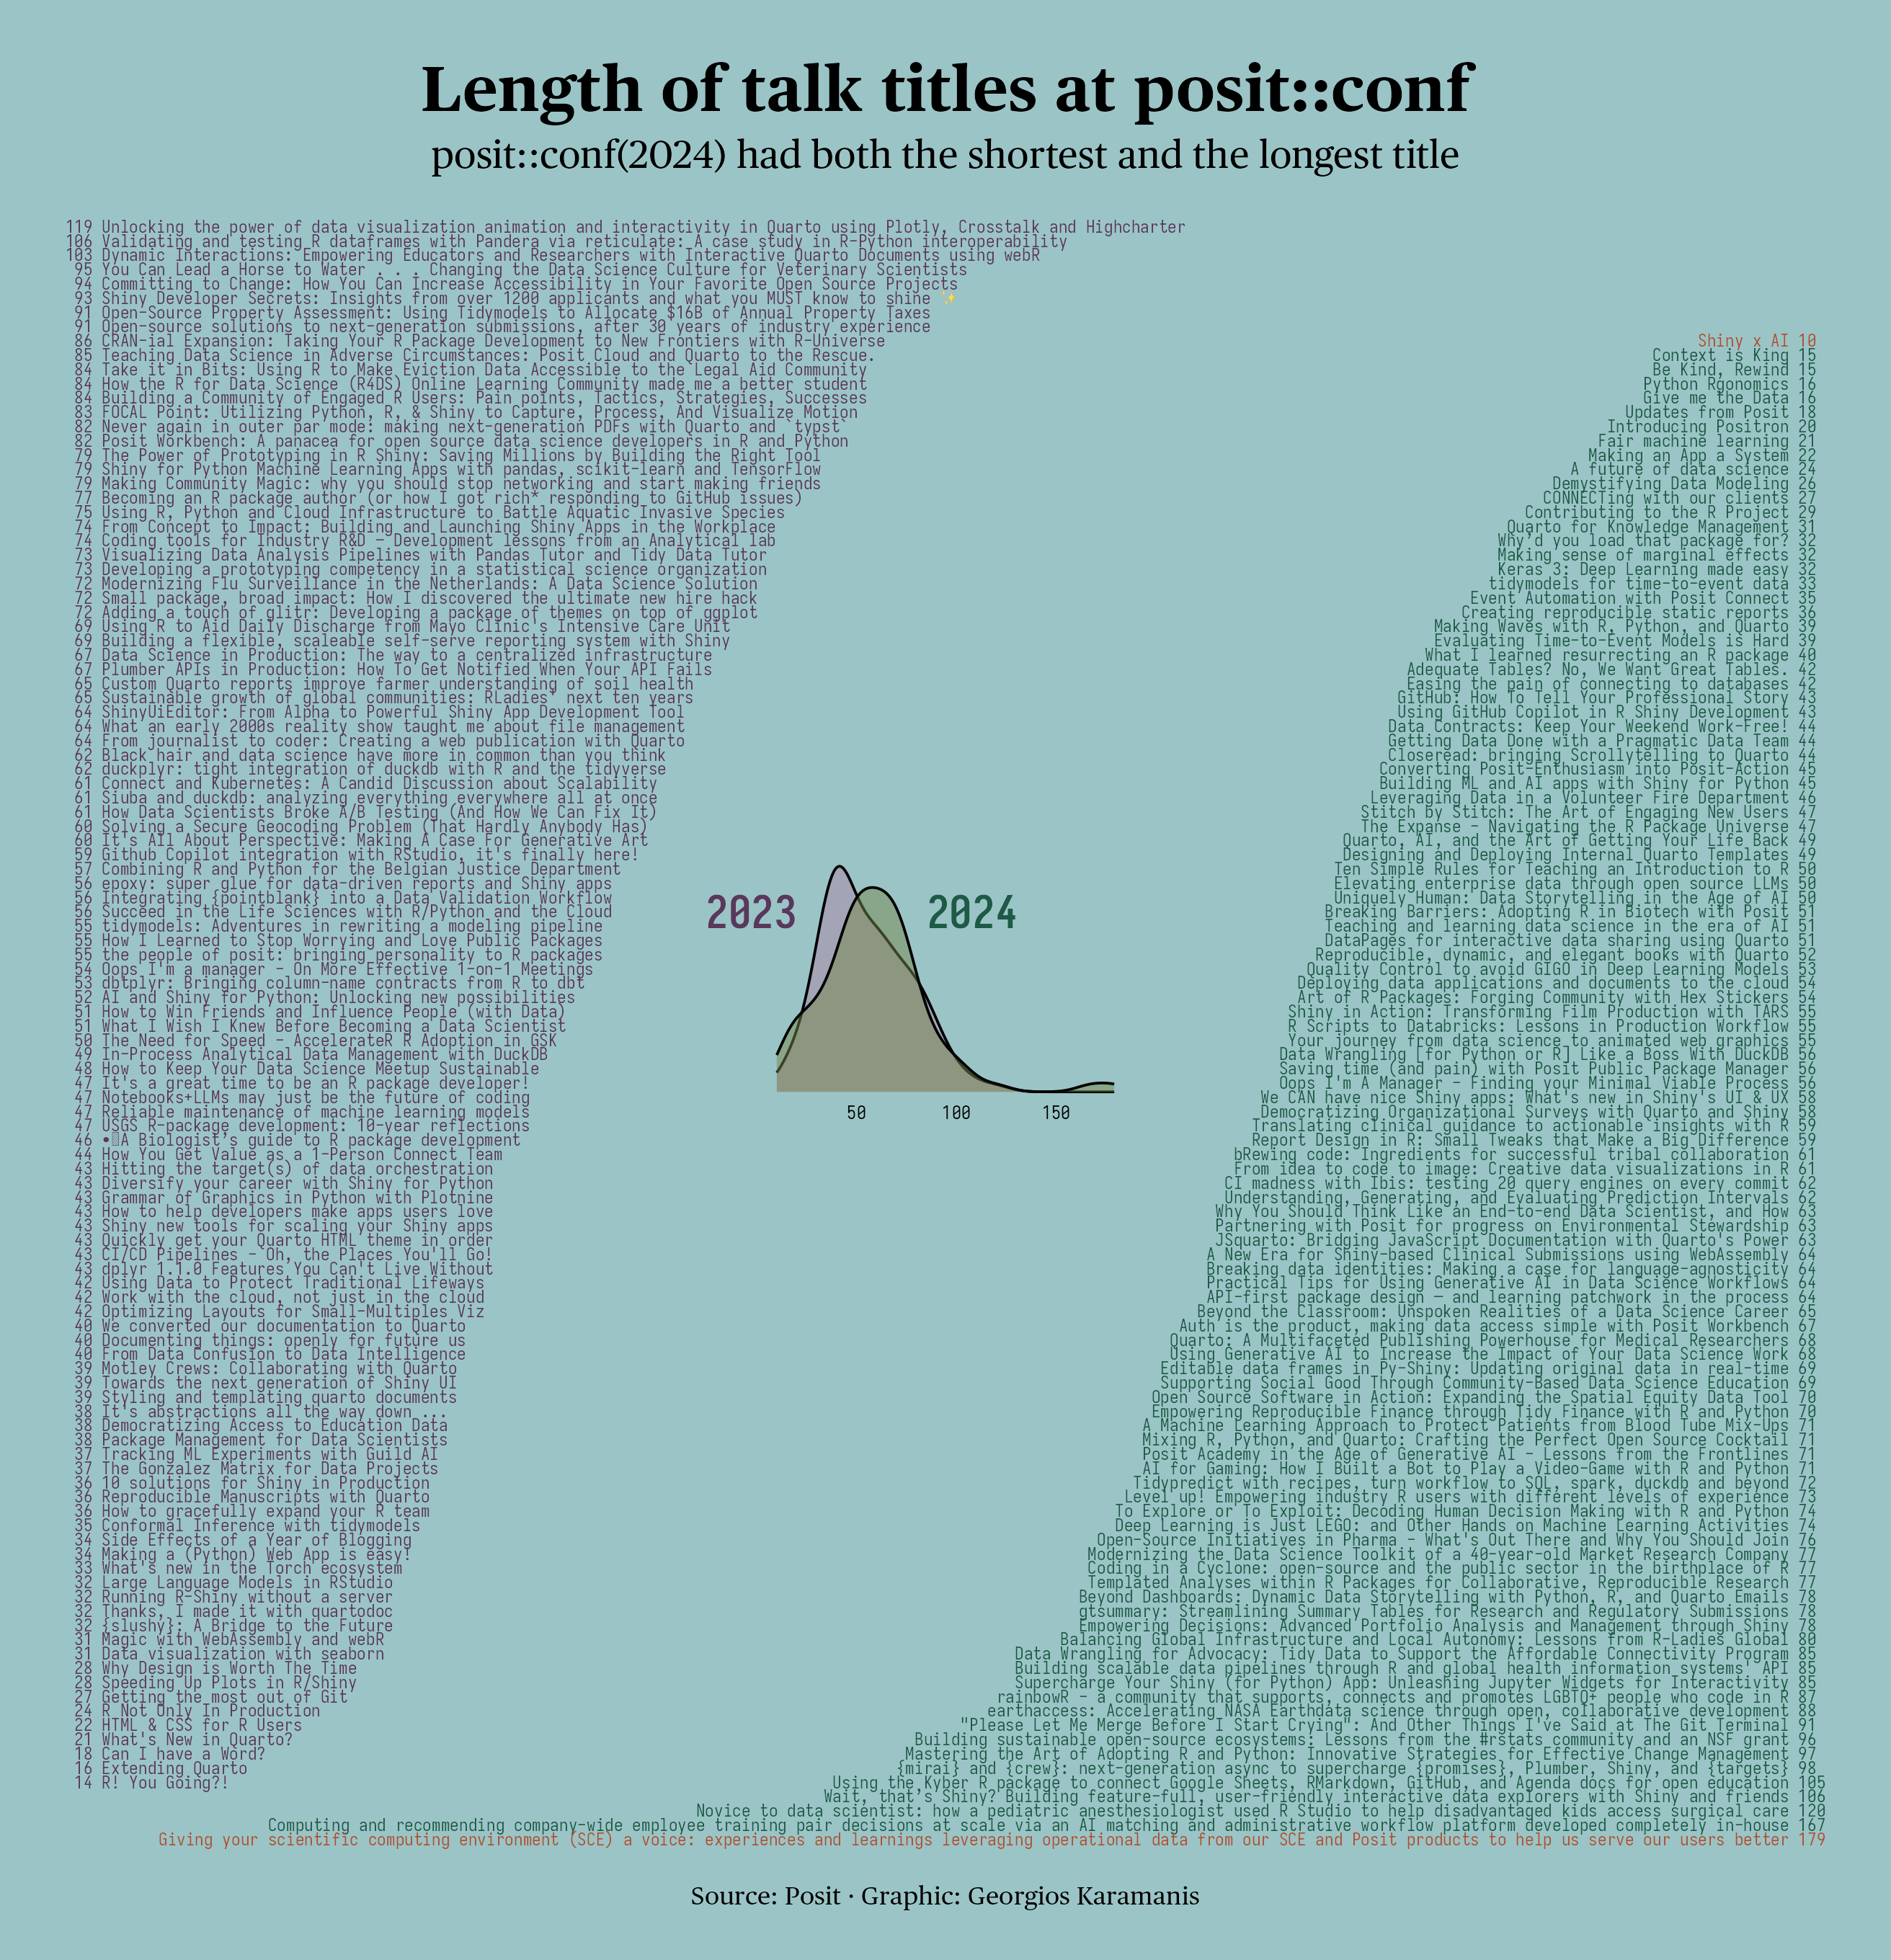 Length of talk titles at posit::conf
posit::conf(2024) had both the shortest and the longest title
119 Unlocking the power of data visualization animation and interactivity in Quarto using Plotly, Crosstalk and Highcharter
106 Validating and testing R dataframes with Pandera via reticulate: A case study in R-Python interoperability
103 Dynamic Interactions: Empowering Educators and Researchers with Interactive Quarto Documents using webR
95 You Can Lead a Horse to Water . . . Changing the Data Science Culture for Veterinary Scientists
94 Committing to Change: How You Can Increase Accessibility in Your Favorite Open Source Projects
93 Shiny Developer Secrets: Insights from over 1200 applicants and what you MUST know to shine ✨
91 Open-Source Property Assessment: Using Tidymodels to Allocate $16B of Annual Property Taxes
91 Open-source solutions to next-generation submissions, after 30 years of industry experience
86 CRAN-ial Expansion: Taking Your R Package Development to New Frontiers with R-Universe
85 Teaching Data Science in Adverse Circumstances: Posit Cloud and Quarto to the Rescue.
84 Take it in Bits: Using R to Make Eviction Data Accessible to the Legal Aid Community
84 How the R for Data Science (R4DS) Online Learning Community made me a better student
84 Building a Community of Engaged R Users: Pain points, Tactics, Strategies, Successes
83 FOCAL Point: Utilizing Python, R, & Shiny to Capture, Process, And Visualize Motion
82 Never again in outer par mode: making next-generation PDFs with Quarto and `typst`
82 Posit Workbench: A panacea for open source data science developers in R and Python
79 The Power of Prototyping in R Shiny: Saving Millions by Building the Right Tool
79 Shiny for Python Machine Learning Apps with pandas, scikit-learn and TensorFlow
79 Making Community Magic: why you should stop networking and start making friends
77 Becoming an R package author (or how I got rich* responding to GitHub issues)
75 Using R, Python and Cloud Infrastructure to Battle Aquatic Invasive Species
74 From Concept to Impact: Building and Launching Shiny Apps in the Workplace
74 Coding tools for Industry R&D – Development lessons from an Analytical lab
73 Visualizing Data Analysis Pipelines with Pandas Tutor and Tidy Data Tutor
73 Developing a prototyping competency in a statistical science organization
72 Modernizing Flu Surveillance in the Netherlands: A Data Science Solution
72 Small package, broad impact: How I discovered the ultimate new hire hack
72 Adding a touch of glitr: Developing a package of themes on top of ggplot
69 Using R to Aid Daily Discharge from Mayo Clinic's Intensive Care Unit
69 Building a flexible, scaleable self-serve reporting system with Shiny
67 Data Science in Production: The way to a centralized infrastructure
67 Plumber APIs in Production: How To Get Notified When Your API Fails
65 Custom Quarto reports improve farmer understanding of soil health
65 Sustainable growth of global communities: RLadies' next ten years
64 ShinyUiEditor: From Alpha to Powerful Shiny App Development Tool
64 What an early 2000s reality show taught me about file management
64 From journalist to coder: Creating a web publication with Quarto
62 Black hair and data science have more in common than you think
62 duckplyr: tight integration of duckdb with R and the tidyverse
61 Connect and Kubernetes: A Candid Discussion about Scalability
61 Siuba and duckdb: analyzing everything everywhere all at once
61 How Data Scientists Broke A/B Testing (And How We Can Fix It)
60 Solving a Secure Geocoding Problem (That Hardly Anybody Has)
60 It's All About Perspective: Making A Case For Generative Art
59 Github Copilot integration with RStudio, it's finally here!
57 Combining R and Python for the Belgian Justice Department
56 epoxy: super glue for data-driven reports and Shiny apps
56 Integrating {pointblank} into a Data Validation Workflow
56 Succeed in the Life Sciences with R/Python and the Cloud
55 tidymodels: Adventures in rewriting a modeling pipeline
55 How I Learned to Stop Worrying and Love Public Packages
55 the people of posit: bringing personality to R packages
54 Oops I'm a manager – On More Effective 1-on-1 Meetings
53 dbtplyr: Bringing column-name contracts from R to dbt
52 AI and Shiny for Python: Unlocking new possibilities
51 How to Win Friends and Influence People (with Data)
51 What I Wish I Knew Before Becoming a Data Scientist
50 The Need for Speed – AccelerateR R Adoption in GSK
49 In-Process Analytical Data Management with DuckDB
48 How to Keep Your Data Science Meetup Sustainable
47 It's a great time to be an R package developer!
47 Notebooks+LLMs may just be the future of coding
47 Reliable maintenance of machine learning models
47 USGS R-package development: 10-year reflections
46 •A Biologist's guide to R package development
44 How You Get Value as a 1-Person Connect Team
43 Hitting the target(s) of data orchestration
43 Diversify your career with Shiny for Python
43 Grammar of Graphics in Python with Plotnine
43 How to help developers make apps users love
43 Shiny new tools for scaling your Shiny apps
43 Quickly get your Quarto HTML theme in order
43 CI/CD Pipelines – Oh, the Places You'll Go!
43 dplyr 1.1.0 Features You Can't Live Without
42 Using Data to Protect Traditional Lifeways
42 Work with the cloud, not just in the cloud
42 Optimizing Layouts for Small-Multiples Viz
40 We converted our documentation to Quarto
40 Documenting things: openly for future us
40 From Data Confusion to Data Intelligence
39 Motley Crews: Collaborating with Quarto
39 Towards the next generation of Shiny UI
39 Styling and templating quarto documents
38 It's abstractions all the way down ...
38 Democratizing Access to Education Data
38 Package Management for Data Scientists
37 Tracking ML Experiments with Guild AI
37 The Gonzalez Matrix for Data Projects
36 10 solutions for Shiny in Production
36 Reproducible Manuscripts with Quarto
36 How to gracefully expand your R team
35 Conformal Inference with tidymodels
34 Side Effects of a Year of Blogging
34 Making a (Python) Web App is easy!
33 What's new in the Torch ecosystem
32 Large Language Models in RStudio
32 Running R-Shiny without a server
32 Thanks, I made it with quartodoc
32 {slushy}: A Bridge to the Future
31 Magic with WebAssembly and webR
31 Data visualization with seaborn
28 Why Design is Worth The Time
28 Speeding Up Plots in R/Shiny
27 Getting the most out of Git
24 R Not Only In Production
22 HTML & CSS for R Users
21 What's New in Quarto?
18 Can I have a Word?
16 Extending Quarto
14 R! You Going?!
2023
2024
50 100 150
Shiny x AI 10
Context is King 15
Be Kind, Rewind 15
Python Rgonomics 16
Give me the Data 16
Updates from Posit 18
Introducing Positron 20
Fair machine learning 21
Making an App a System 22
A future of data science 24
Demystifying Data Modeling 26
CONNECTing with our clients 27
Contributing to the R Project 29
Quarto for Knowledge Management 31
Why'd you load that package for? 32
Making sense of marginal effects 32
Keras 3: Deep Learning made easy 32
tidymodels for time-to-event data 33
Event Automation with Posit Connect 35
Creating reproducible static reports 36
Making Waves with R, Python, and Quarto 39
Evaluating Time-to-Event Models is Hard 39
What I learned resurrecting an R package 40
Adequate Tables? No, We Want Great Tables. 42
Easing the pain of connecting to databases 42
GitHub: How To Tell Your Professional Story 43
Using GitHub Copilot in R Shiny Development 43
Data Contracts: Keep Your Weekend Work-Free! 44
Getting Data Done with a Pragmatic Data Team 44
Closeread: bringing Scrollytelling to Quarto 44
Converting Posit-Enthusiasm into Posit-Action 45
Building ML and AI apps with Shiny for Python 45
Leveraging Data in a Volunteer Fire Department 46
Stitch by Stitch: The Art of Engaging New Users 47
The Expanse – Navigating the R Package Universe 47
Quarto, AI, and the Art of Getting Your Life Back 49
Designing and Deploying Internal Quarto Templates 49
Ten Simple Rules for Teaching an Introduction to R 50
Elevating enterprise data through open source LLMs 50
Uniquely Human: Data Storytelling in the Age of AI 50
Breaking Barriers: Adopting R in Biotech with Posit 51
Teaching and learning data science in the era of AI 51
DataPages for interactive data sharing using Quarto 51
Reproducible, dynamic, and elegant books with Quarto 52
Quality Control to avoid GIGO in Deep Learning Models 53
Deploying data applications and documents to the cloud 54
Art of R Packages: Forging Community with Hex Stickers 54
Shiny in Action: Transforming Film Production with TARS 55
R Scripts to Databricks: Lessons in Production Workflow 55
Your journey from data science to animated web graphics 55
Data Wrangling [for Python or R] Like a Boss With DuckDB 56
Saving time (and pain) with Posit Public Package Manager 56
Oops I'm A Manager – Finding your Minimal Viable Process 56
We CAN have nice Shiny apps: What's new in Shiny's UI & UX 58
Democratizing Organizational Surveys with Quarto and Shiny 58
Translating clinical guidance to actionable insights with R 59
Report Design in R: Small Tweaks that Make a Big Difference 59
bRewing code: Ingredients for successful tribal collaboration 61
From idea to code to image: Creative data visualizations in R 61
CI madness with Ibis: testing 20 query engines on every commit 62
Understanding, Generating, and Evaluating Prediction Intervals 62
Why You Should Think Like an End-to-end Data Scientist, and How 63
Partnering with Posit for progress on Environmental Stewardship 63
JSquarto: Bridging JavaScript Documentation with Quarto's Power 63
A New Era for Shiny-based Clinical Submissions using WebAssembly 64
Breaking data identities: Making a case for language-agnosticity 64
Practical Tips for Using Generative AI in Data Science Workflows 64
API-first package design — and learning patchwork in the process 64
Beyond the Classroom: Unspoken Realities of a Data Science Career 65
Auth is the product, making data access simple with Posit Workbench 67
Quarto: A Multifaceted Publishing Powerhouse for Medical Researchers 68
Using Generative AI to Increase the Impact of Your Data Science Work 68
Editable data frames in Py-Shiny: Updating original data in real-time 69
Supporting Social Good Through Community-Based Data Science Education 69
Open Source Software in Action: Expanding the Spatial Equity Data Tool 70
Empowering Reproducible Finance through Tidy Finance with R and Python 70
A Machine Learning Approach to Protect Patients from Blood Tube Mix-Ups 71
Mixing R, Python, and Quarto: Crafting the Perfect Open Source Cocktail 71
Posit Academy in the Age of Generative AI – Lessons from the Frontlines 71
AI for Gaming: How I Built a Bot to Play a Video-Game with R and Python 71
Tidypredict with recipes, turn workflow to SQL, spark, duckdb and beyond 72
Level up! Empowering industry R users with different levels of experience 73
To Explore or To Exploit: Decoding Human Decision Making with R and Python 74
Deep Learning is Just LEGO: and Other Hands on Machine Learning Activities 74
Open-Source Initiatives in Pharma – What's Out There and Why You Should Join 76
Modernizing the Data Science Toolkit of a 40-year-old Market Research Company 77
Coding in a Cyclone: open-source and the public sector in the birthplace of R 77
Templated Analyses within R Packages for Collaborative, Reproducible Research 77
Beyond Dashboards: Dynamic Data Storytelling with Python, R, and Quarto Emails 78
gtsummary: Streamlining Summary Tables for Research and Regulatory Submissions 78
Empowering Decisions: Advanced Portfolio Analysis and Management through Shiny 78
Balancing Global Infrastructure and Local Autonomy: Lessons from R-Ladies Global 80
Data Wrangling for Advocacy: Tidy Data to Support the Affordable Connectivity Program 85
Building scalable data pipelines through R and global health information systems' API 85
Supercharge Your Shiny (for Python) App: Unleashing Jupyter Widgets for Interactivity 85
rainbowR – a community that supports, connects and promotes LGBTQ+ people who code in R 87
earthaccess: Accelerating NASA Earthdata science through open, collaborative development 88
"Please Let Me Merge Before I Start Crying": And Other Things I've Said at The Git Terminal 91
Building sustainable open-source ecosystems: Lessons from the #rstats community and an NSF grant 96
Mastering the Art of Adopting R and Python: Innovative Strategies for Effective Change Management 97
{mirai} and {crew}: next-generation async to supercharge {promises}, Plumber, Shiny, and {targets} 98
Using the Kyber R package to connect Google Sheets, RMarkdown, GitHub, and Agenda docs for open education 105
Wait, that's Shiny? Building feature-full, user-friendly interactive data explorers with Shiny and friends 106
Novice to data scientist: how a pediatric anesthesiologist used R Studio to help disadvantaged kids access surgical care 120
Computing and recommending company-wide employee training pair decisions at scale via an AI matching and administrative workflow platform developed completely in-house 167
Giving your scientific computing environment (SCE) a voice: experiences and learnings leveraging operational data from our SCE and Posit products to help us serve our users better 179
Source: Posit · Graphic: Georgios Karamanis